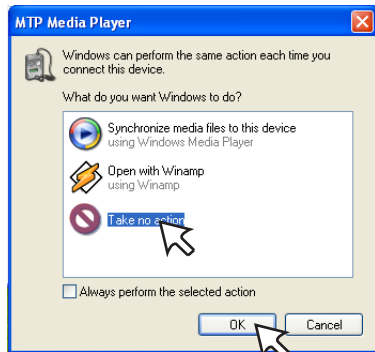 MTP Media Player
Windows can perform the same action each time you
connect this device.
What do you want Windows to do?
Synchronize media files to this device
using Windows Media Player
Open with Winamp
using Winamp
Take no action
Always perform the selected action
OK Cancel